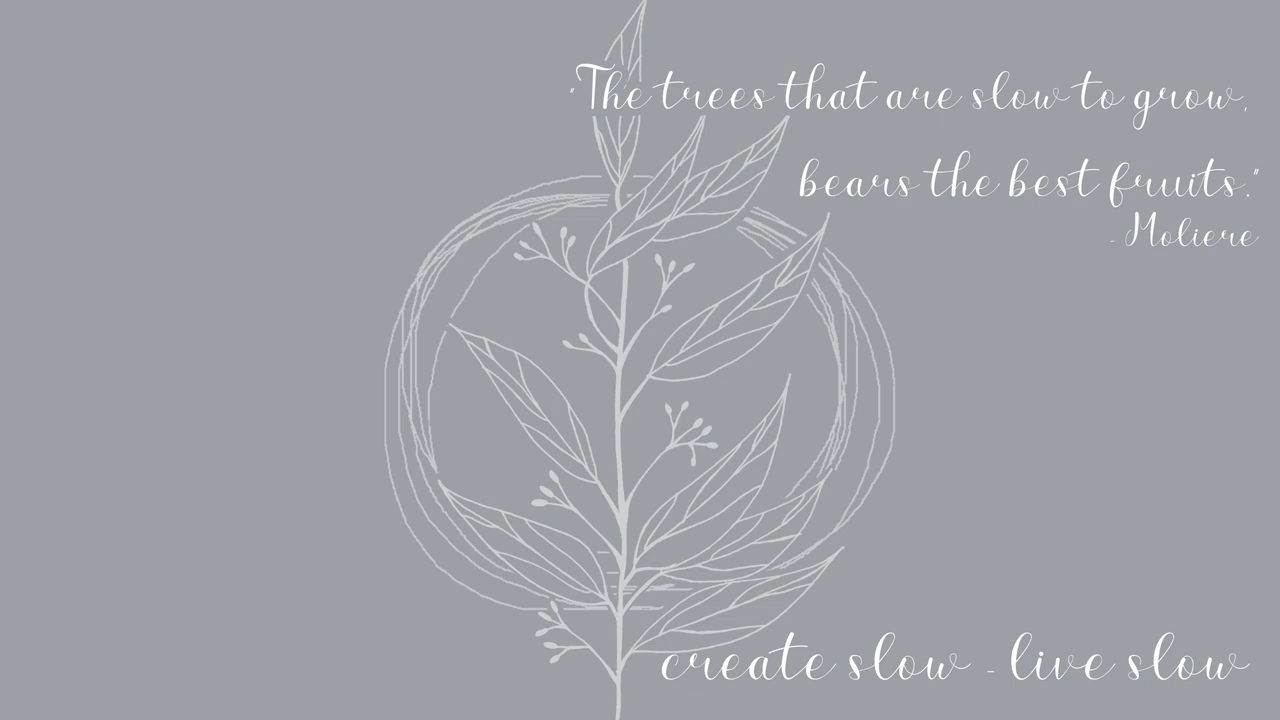 "The trees that are slow to grow,
bears the best fruits."
- Moliere
create slow - live slow